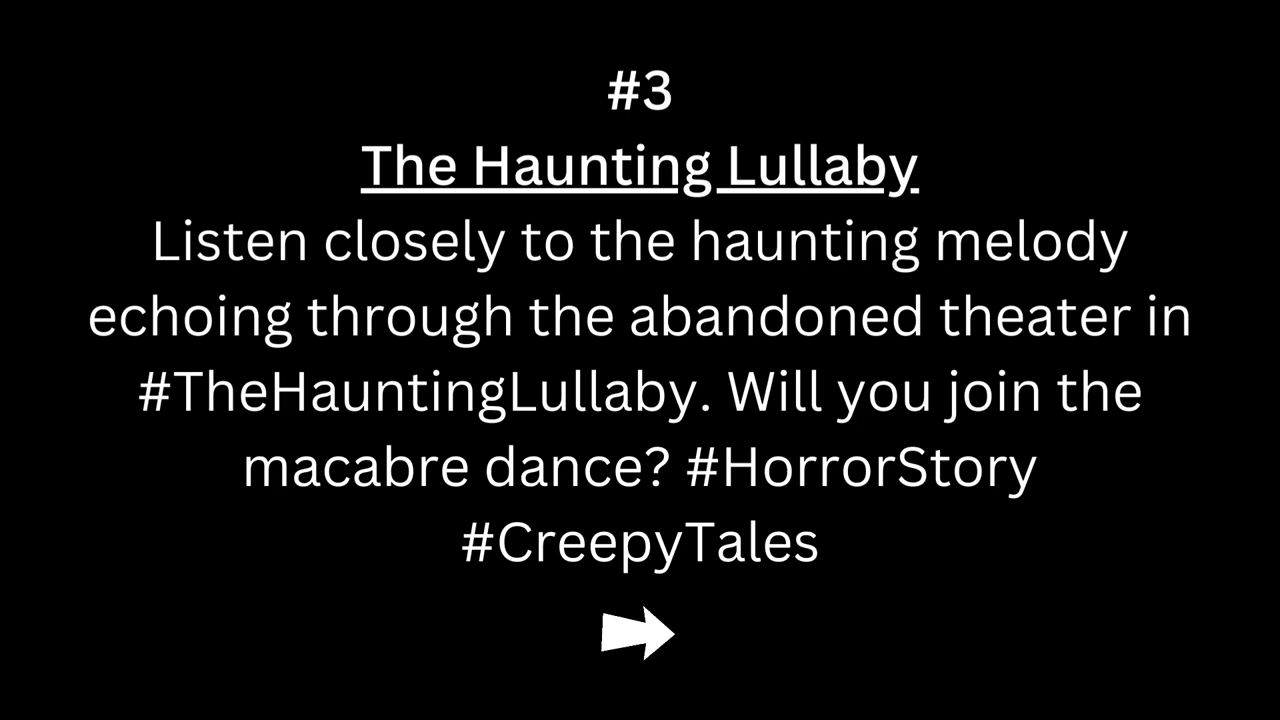 #3
The Haunting Lullaby
Listen closely to the haunting melody
echoing through the abandoned theater in
#TheHauntingLullaby. Will you join the
macabre dance? #HorrorStory
#CreepyTales